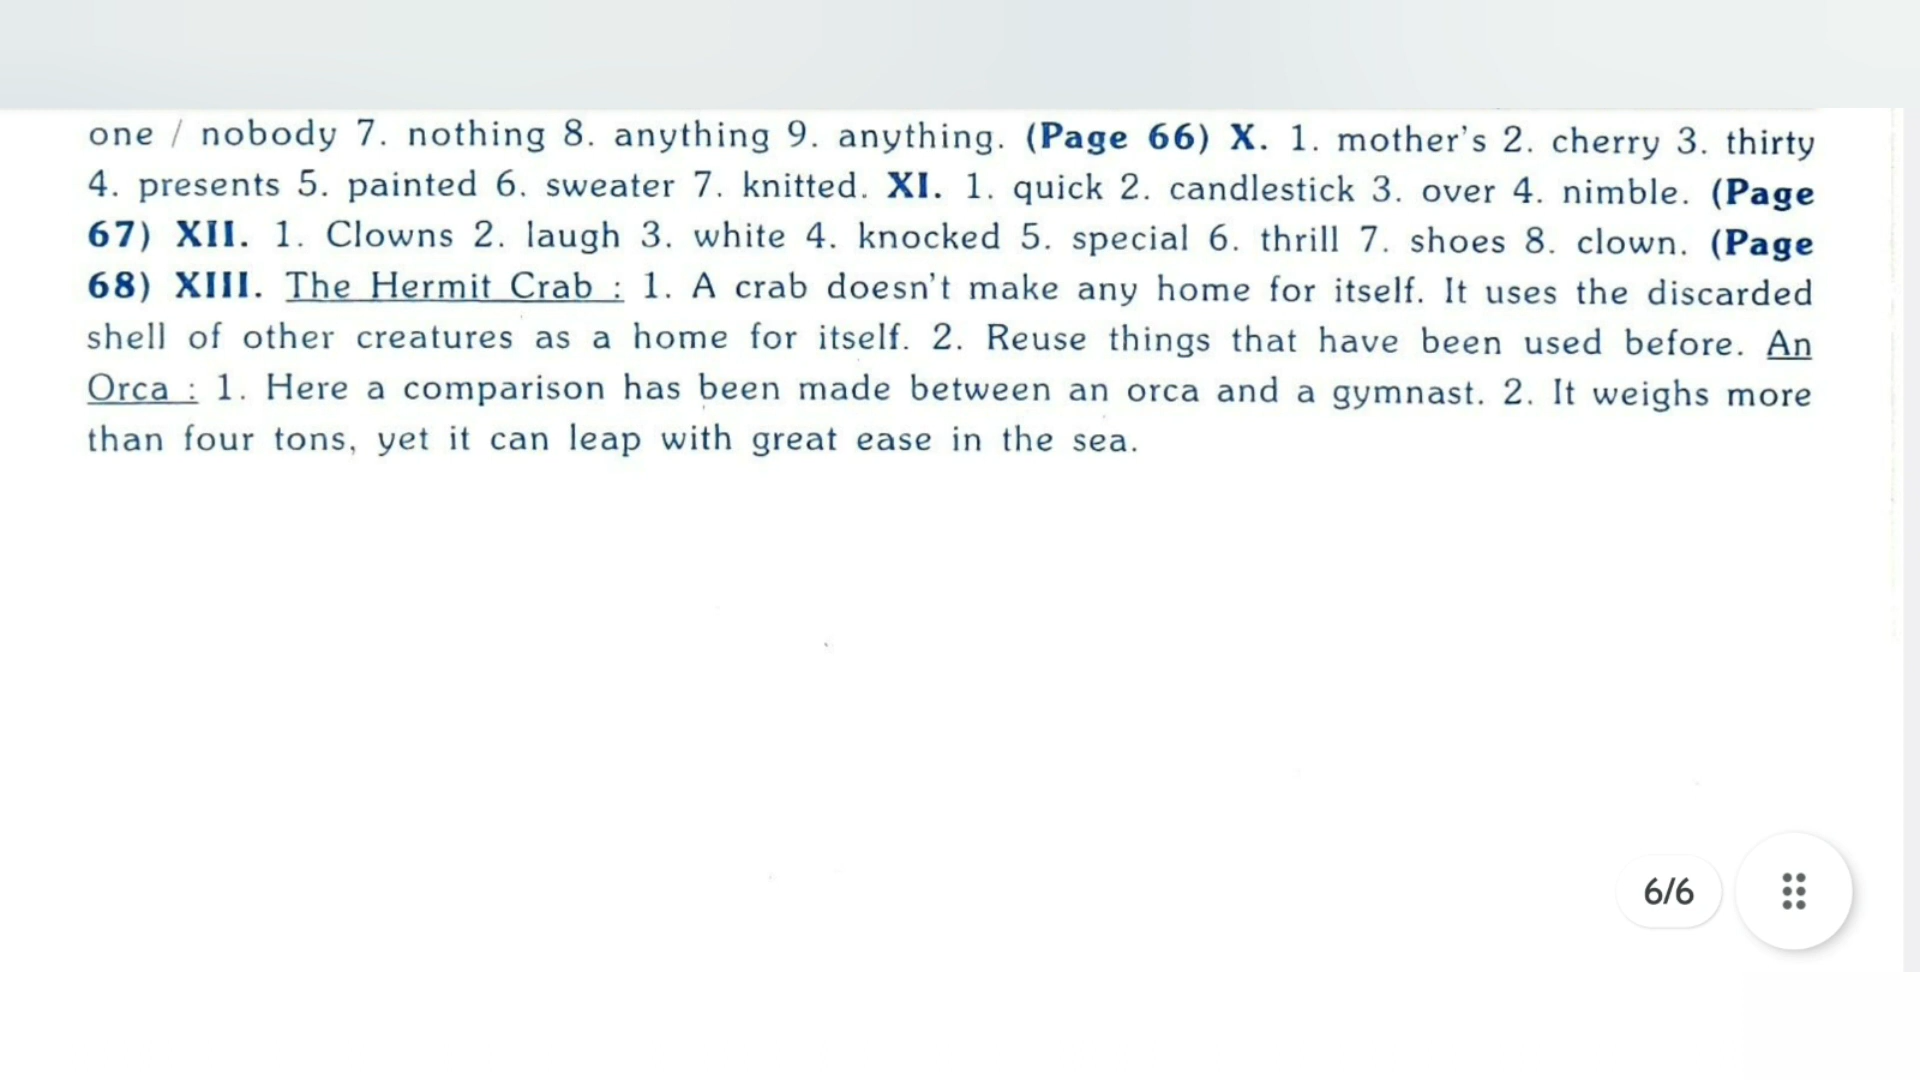 one / nobody 7. nothing 8. anything 9. anything. (Page 66) X. 1. mother's 2. cherry 3. thirty
4. presents 5. painted 6. sweater 7. knitted. XI. 1. quick 2. candlestick 3. over 4. nimble. (Page
67) XII. 1. Clowns 2. laugh 3. white 4. knocked 5. special 6. thrill 7. shoes 8. clown. (Page
68) XIII. The Hermit Crab : 1. A crab doesn't make any home for itself. It uses the discarded
shell of other creatures as a home for itself. 2. Reuse things that have been used before. An
Orca : 1. Here a comparison has been made between an orca and a gymnast. 2. It weighs more
than four tons, yet it can leap with great ease in the sea.
6/6